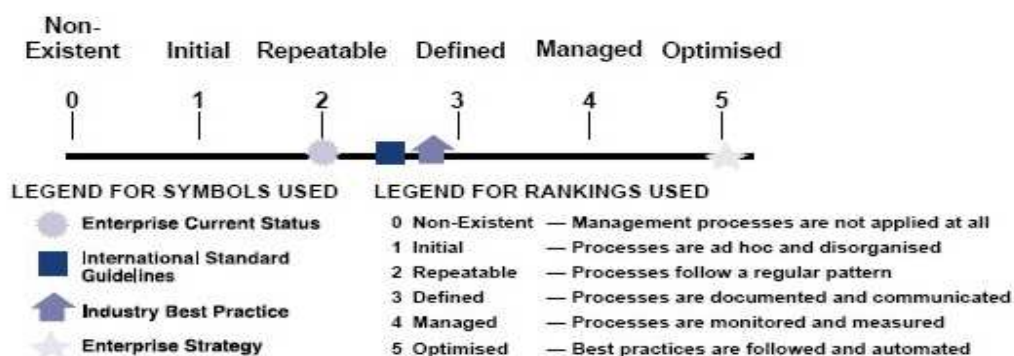 Non-
Existent Initial Repeatable Defined Managed Optimised
0 1 2 3 4 5
LEGEND FOR SYMBOLS USED
Enterprise Current Status
International Standard
Guidelines
Industry Best Practice
Enterprise Strategy
LEGEND FOR RANKINGS USED
0 Non-Existent — Management processes are not applied at all
1 Initial — Processes are ad hoc and disorganised
2 Repeatable — Processes follow a regular pattern
3 Defined — Processes are documented and communicated
4 Managed — Processes are monitored and measured
5 Optimised — Best practices are followed and automated